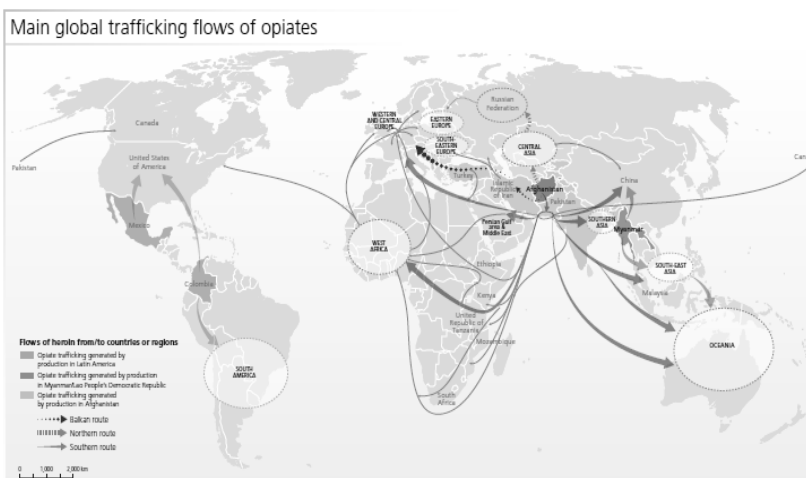 Main global trafficking flows of opiates
Canada
Pakistan
United States
of America
Mexico
Colombia
SOUTH
AMERICA
WESTERN
AND CENTRAL
EUROPE
EASTERN
EUROPE
SOUTH-
EASTERN
EUROPE
Russian
Federation
CENTRAL
ASIA
Turkey
Islamic
Republic
of Iran
Afghanistan
Pakistan
Persian Gulf
area &
Middle East
China
SOUTHERN
ASIA
Myanmar
SOUTH-EAST
ASIA
Malaysia
OCEANIA
WEST
AFRICA
Ethiopia
Kenya
United
Republic of
Tanzania
Mozambique
South
Africa
Can
Flows of heroin from/to countries or regions
Opiate trafficking generated by
production in Latin America
Opiate trafficking generated by production
in Myanmar/Lao People's Democratic Republic
Opiate trafficking generated
by production in Afghanistan
Balkan route
Northern route
Southern route
0 1,000 2,000 km